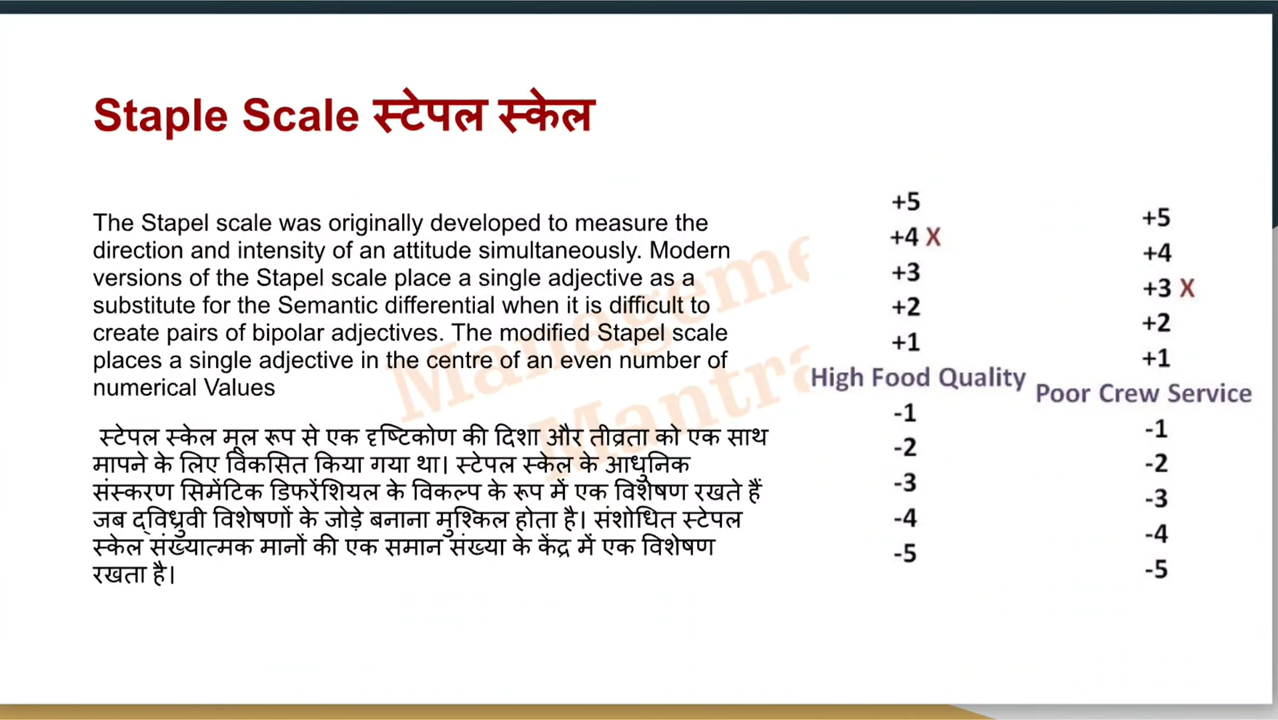 Staple Scale स्टेपल स्केल
The Stapel scale was originally developed to measure the
direction and intensity of an attitude simultaneously. Modern
versions of the Stapel scale place a single adjective as a
substitute for the Semantic differential when it is difficult to
create pairs of bipolar adjectives. The modified Stapel scale
places a single adjective in the centre of an even number of
numerical Values
स्टेपल स्केल मूल रूप से एक दृष्टिकोण की दिशा और तीव्रता को एक साथ
मापने के लिए विकसित किया गया था। स्टेपल स्केल के आधुनिक
संस्करण सिमेंटिक डिफरेंशियल के विकल्प के रूप में एक विशेषण रखते हैं
जब द्विध्रुवी विशेषणों के जोड़े बनाना मुश्किल होता है। संशोधित स्टेपल
स्केल संख्यात्मक मानों की एक समान संख्या के केंद्र में एक विशेषण
रखता है।
+5
+4 X
+3
+2
+1
High Food Quality
-1
-2
-3
-4
-5
+5
+4
+3 X
+2
+1
Poor Crew Service
-1
-2
-3
-4
-5
Manageme
Mantra